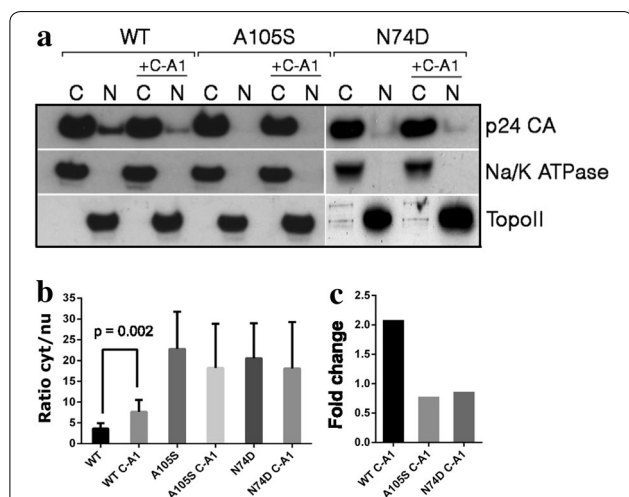 a
WT A105S N74D
+C-A1 +C-A1 +C-A1
C N C N C N C N C N C N
p24 CA
Na/K ATPase
TopoII
b
Ratio cyt/nu
35
30
25
20
15
10
5
0
p = 0.002
WT
WT C-A1
A105S
A105S C-A1
N74D
N74D C-A1
c
Fold change
2.5
2.0
1.5
1.0
0.5
0.0
WT C-A1
A105S C-A1
N74D C-A1